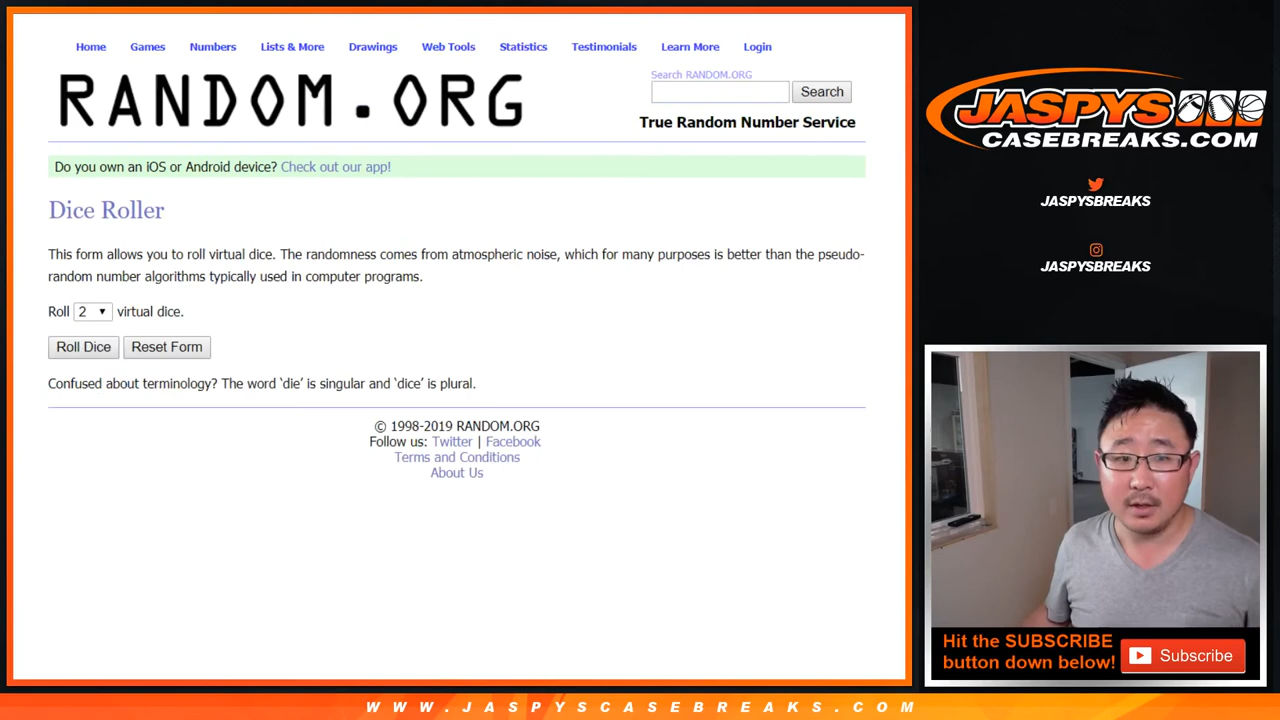 Home Games Numbers Lists & More Drawings Web Tools Statistics Testimonials Learn More Login
RANDOM.ORG
Search RANDOM.ORG
Search
True Random Number Service
Do you own an iOS or Android device? Check out our app!
Dice Roller
This form allows you to roll virtual dice. The randomness comes from atmospheric noise, which for many purposes is better than the pseudo-
random number algorithms typically used in computer programs.
Roll 2 virtual dice.
Roll Dice Reset Form
Confused about terminology? The word ‘die’ is singular and ‘dice’ is plural.
© 1998-2019 RANDOM.ORG
Follow us: Twitter | Facebook
Terms and Conditions
About Us
JASPYS
CASEBREAKS.COM
JASPYSBREAKS
JASPYSBREAKS
Hit the SUBSCRIBE
button down below!
Subscribe
WWW.JASPYSCASEBREAKS.COM